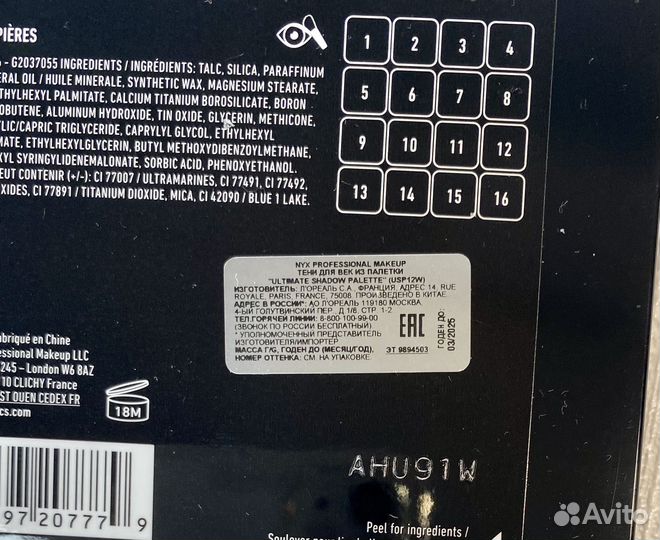 PIÈRES
- G2037055 INGREDIENTS / INGRÉDIENTS: TALC, SILICA, PARAFFINUM
ERAL OIL / HUILE MINERALE, SYNTHETIC WAX, MAGNESIUM STEARATE,
THYLHEXYL PALMITATE, CALCIUM TITANIUM BOROSILICATE, BORON
OBUTENE, ALUMINUM HYDROXIDE, TIN OXIDE, GLYCERIN, METHICONE,
LIC/CAPRIC TRIGLYCERIDE, CAPRYLYL GLYCOL, ETHYLHEXYL
MATE, ETHYLHEXYLGLYCERIN, BUTYL METHOXYDIBENZOYLMETHANE,
XYL SYRINGYLIDENEMALONATE, SORBIC ACID, PHENOXYETHANOL.
PEUT CONTENIR (+/-): CI 77007 / ULTRAMARINES, CI 77491, CI 77492,
OXIDES, CI 77891 / TITANIUM DIOXIDE, MICA, CI 42090 / BLUE 1 LAKE.
1 2 3 4
5 6 7 8
9 10 11 12
13 14 15 16
NYX PROFESSIONAL MAKEUP
ТЕНИ ДЛЯ ВЕК ИЗ ПАЛЕТКИ
"ULTIMATE SHADOW PALETTE" (USP12W)
ИЗГОТОВИТЕЛЬ: Л'ОРЕАЛЬ С.А., ФРАНЦИЯ, АДРЕС 14, RUE
ROYALE, PARIS, FRANCE, 75008. ПРОИЗВЕДЕНО В КИТАЕ.
АДРЕС В РОССИИ*: АО Л'ОРЕАЛЬ 119180 МОСКВА,
4-ЫЙ ГОЛУТВИНСКИЙ ПЕР., Д.1/8, СТР. 1-2
ТЕЛ.ГОРЯЧЕЙ ЛИНИИ: 8-800-100-99-00
(ЗВОНОК ПО РОССИИ БЕСПЛАТНЫЙ)
* УПОЛНОМОЧЕННЫЙ ПРЕДСТАВИТЕЛЬ
ИЗГОТОВИТЕЛЯ/ИМПОРТЕР
МАССА Г/G, ГОДЕН ДО (МЕСЯЦ/ГОД),
НОМЕР ОТТЕНКА: СМ. НА УПАКОВКЕ.
ЭТ 9894503
EAC
ГОДЕН ДО:
03/2025
abriqué en Chine
essional Makeup LLC
245 – London W6 8AZ
10 CLICHY France
ST OUEN CEDEX FR
cs.com
18M
AHU91W
97 20777 9
Peel for ingredients /
Soulever pour
Avito